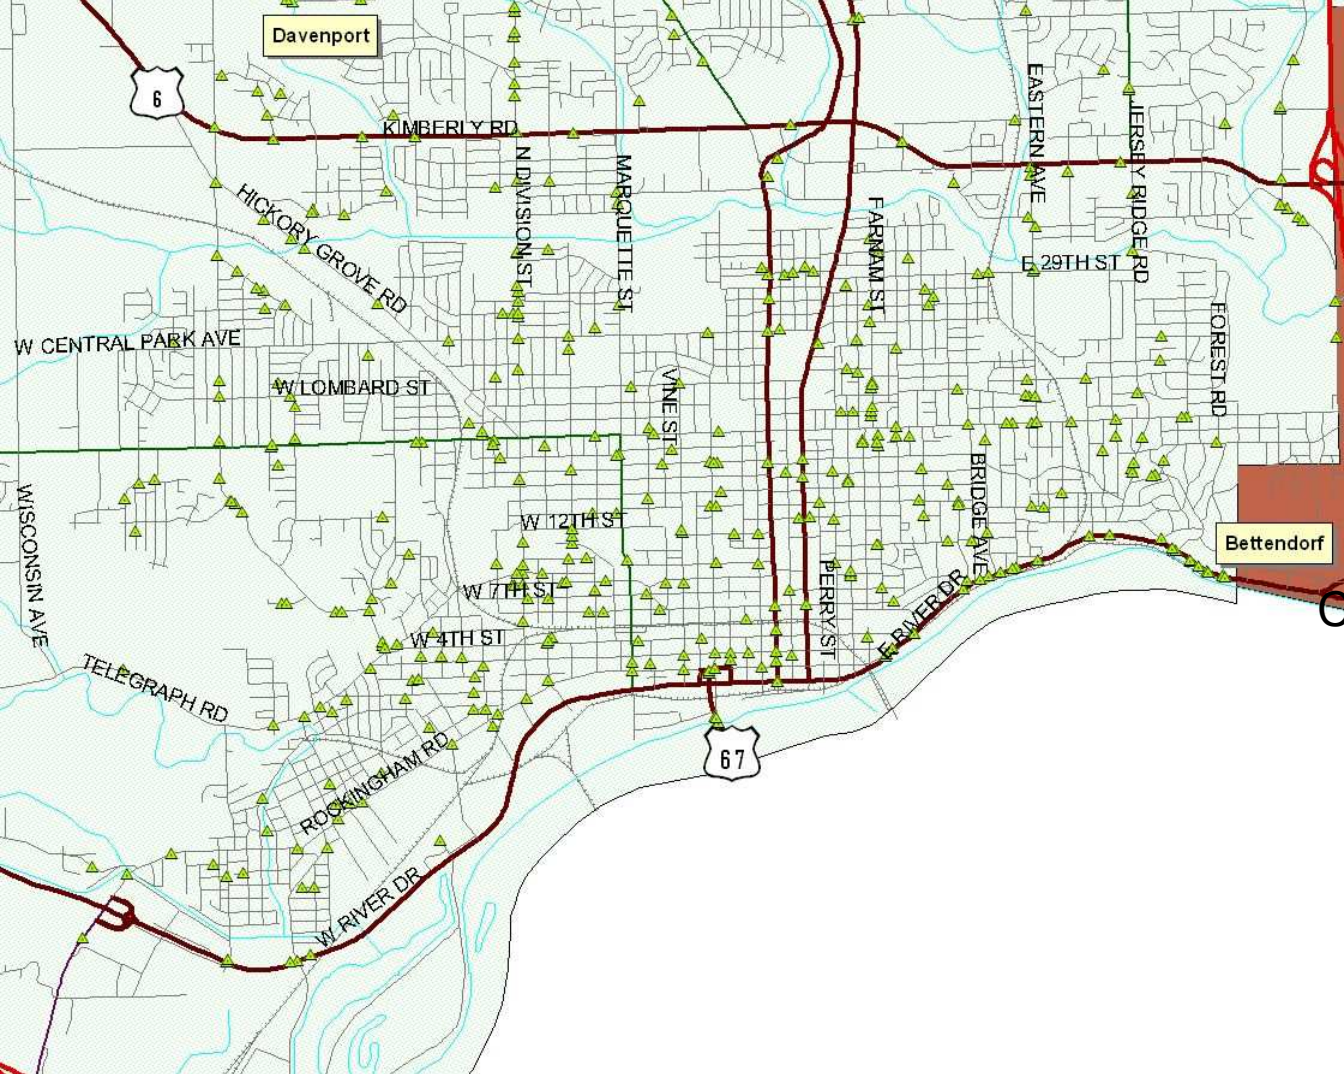 Davenport
6
KIMBERLY RD
EASTERN AVE
JERSEY RIDGE RD
N DIVISION ST
MARQUETTE ST
HICKORY GROVE RD
FARNAM ST
E 29TH ST
W CENTRAL PARK AVE
FOREST RD
W LOMBARD ST
VINE ST
BRIDGE AVE
WISCONSIN AVE
W 12TH ST
Bettendorf
W 7TH ST
PERRY ST
E RIVER DR
W 4TH ST
TELEGRAPH RD
67
ROCKINGHAM RD
W RIVER DR